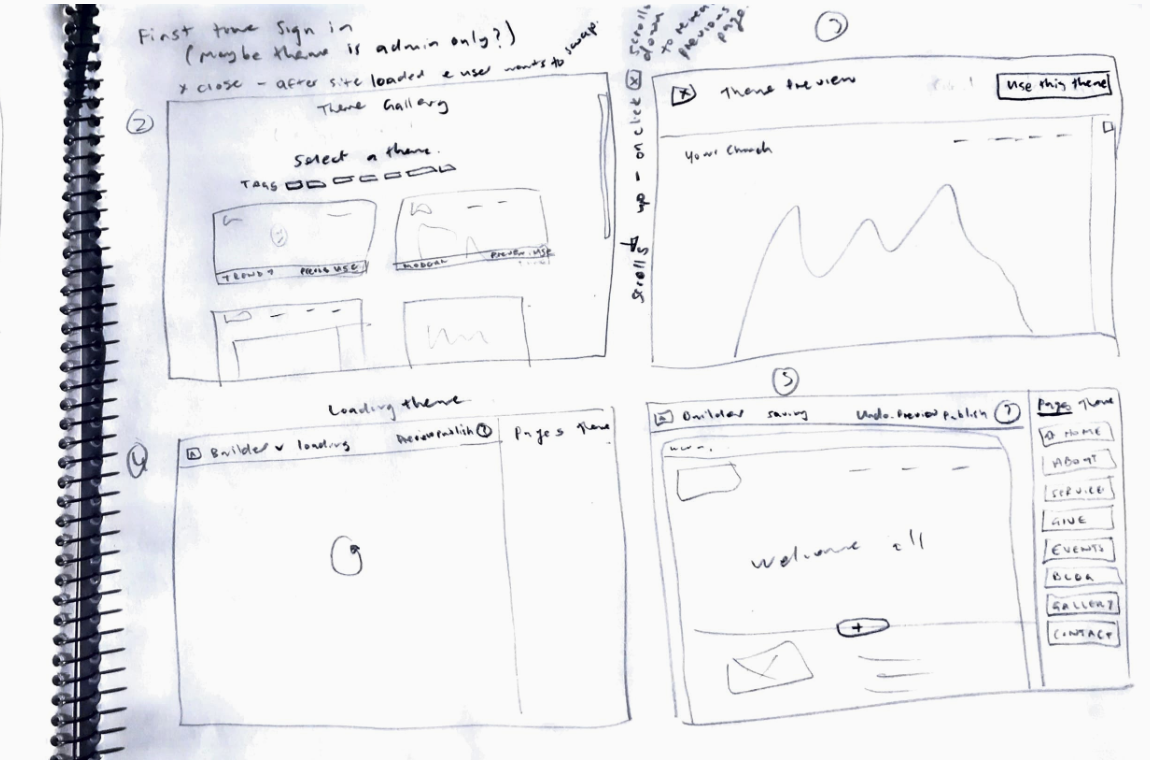 First time Sign in
(maybe theme is admin only?)
x close - after site loaded & user wants to swap.
2
Theme Gallery
Select a theme.
TAGS
TRENDY
PREVIEW USE
MODERN
PREVIEW USE
Scrolls down to reveal previous page.
Scrolls up - on click x
x Theme Preview
Use this theme
Your Church
4
Loading theme
Builder v loading
Preview publish ?
Pages Theme
5
Builder saving Undo. Preview publish ?
Welcome all
+
Pages Theme
HOME
ABOUT
SERVICE
GIVE
EVENTS
BLOG
GALLERY
CONTACT